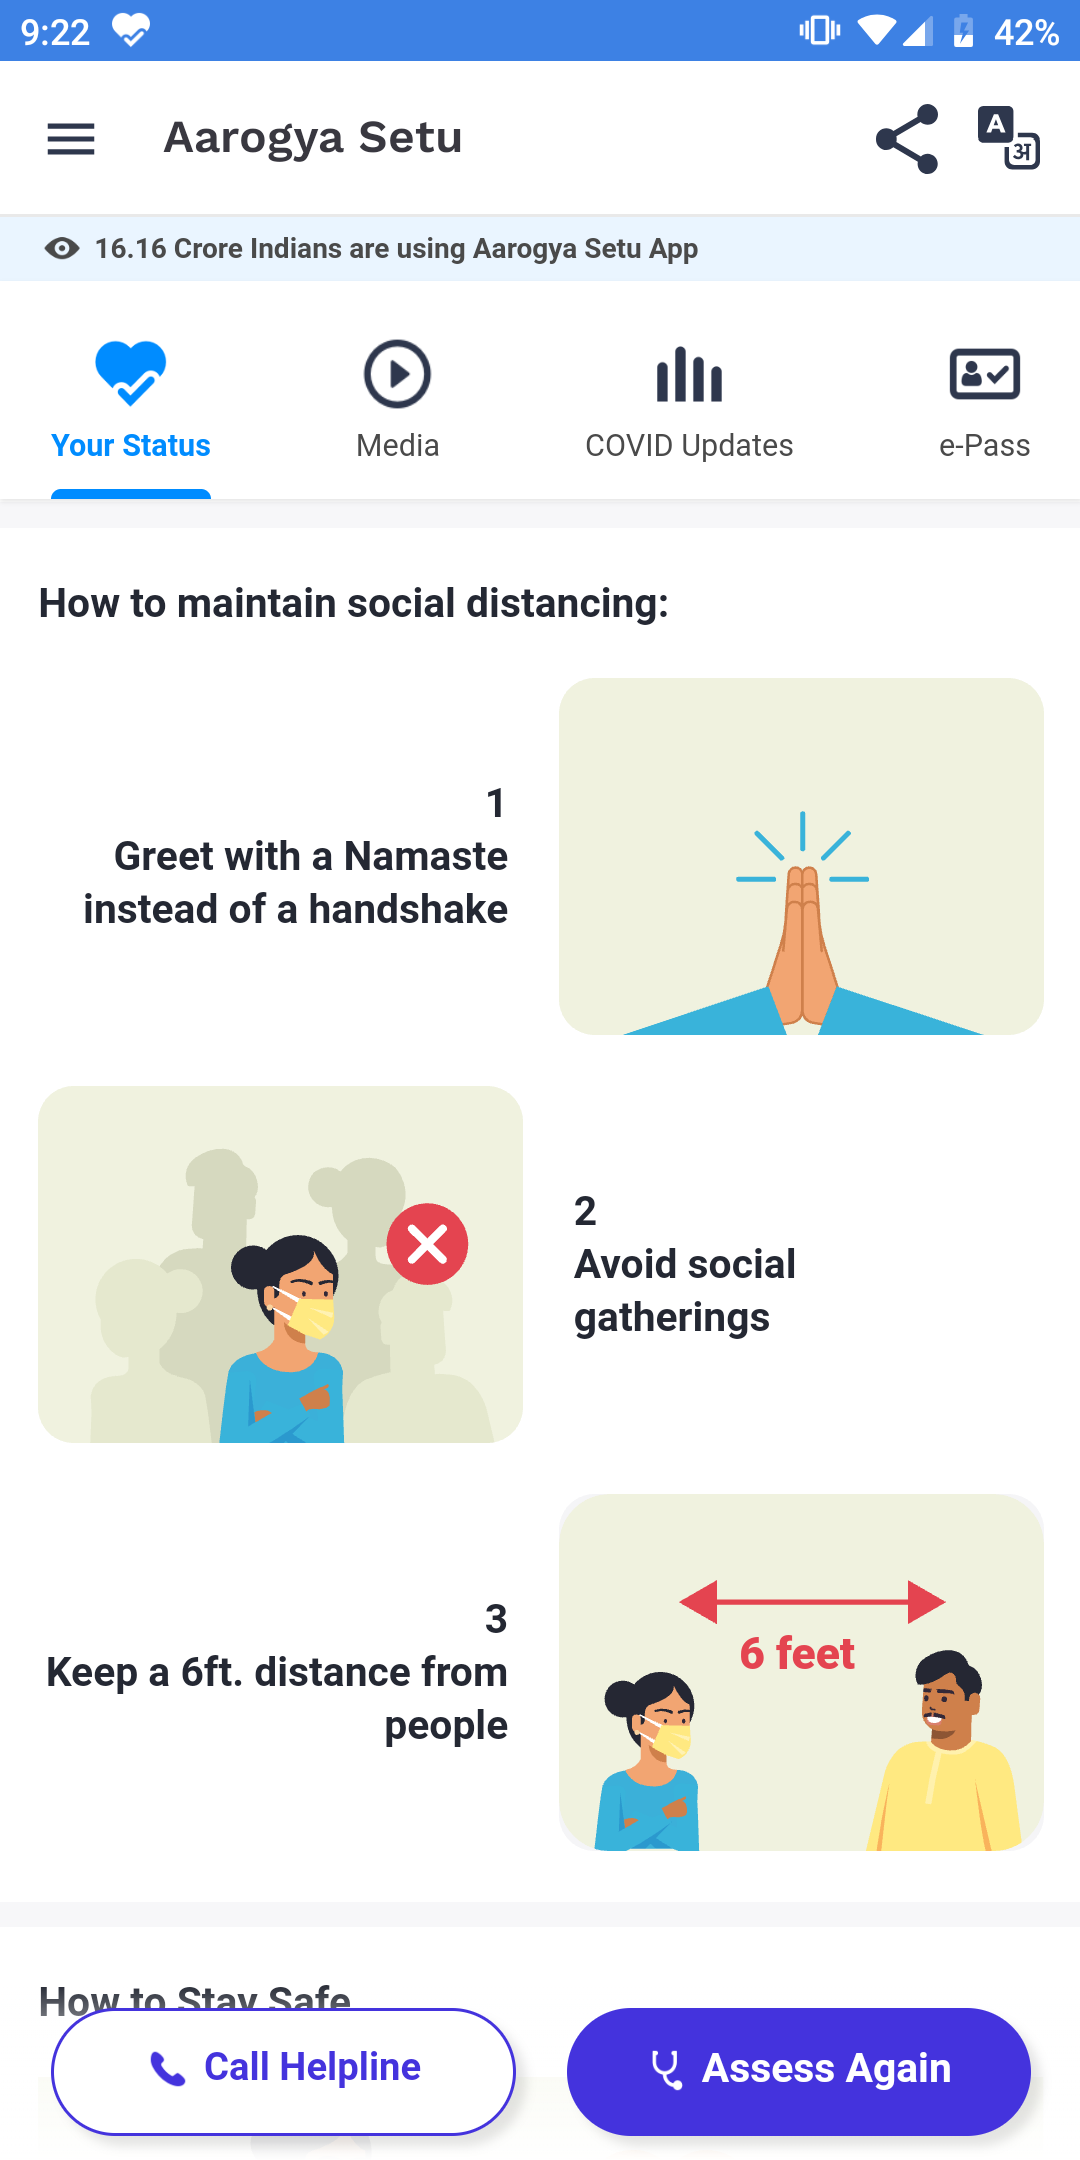 9:22
42%
Aarogya Setu
A
अ
16.16 Crore Indians are using Aarogya Setu App
Your Status
Media
COVID Updates
e-Pass
How to maintain social distancing:
1
Greet with a Namaste
instead of a handshake
2
Avoid social
gatherings
3
Keep a 6ft. distance from
people
6 feet
How to Stay Safe
Call Helpline
Assess Again